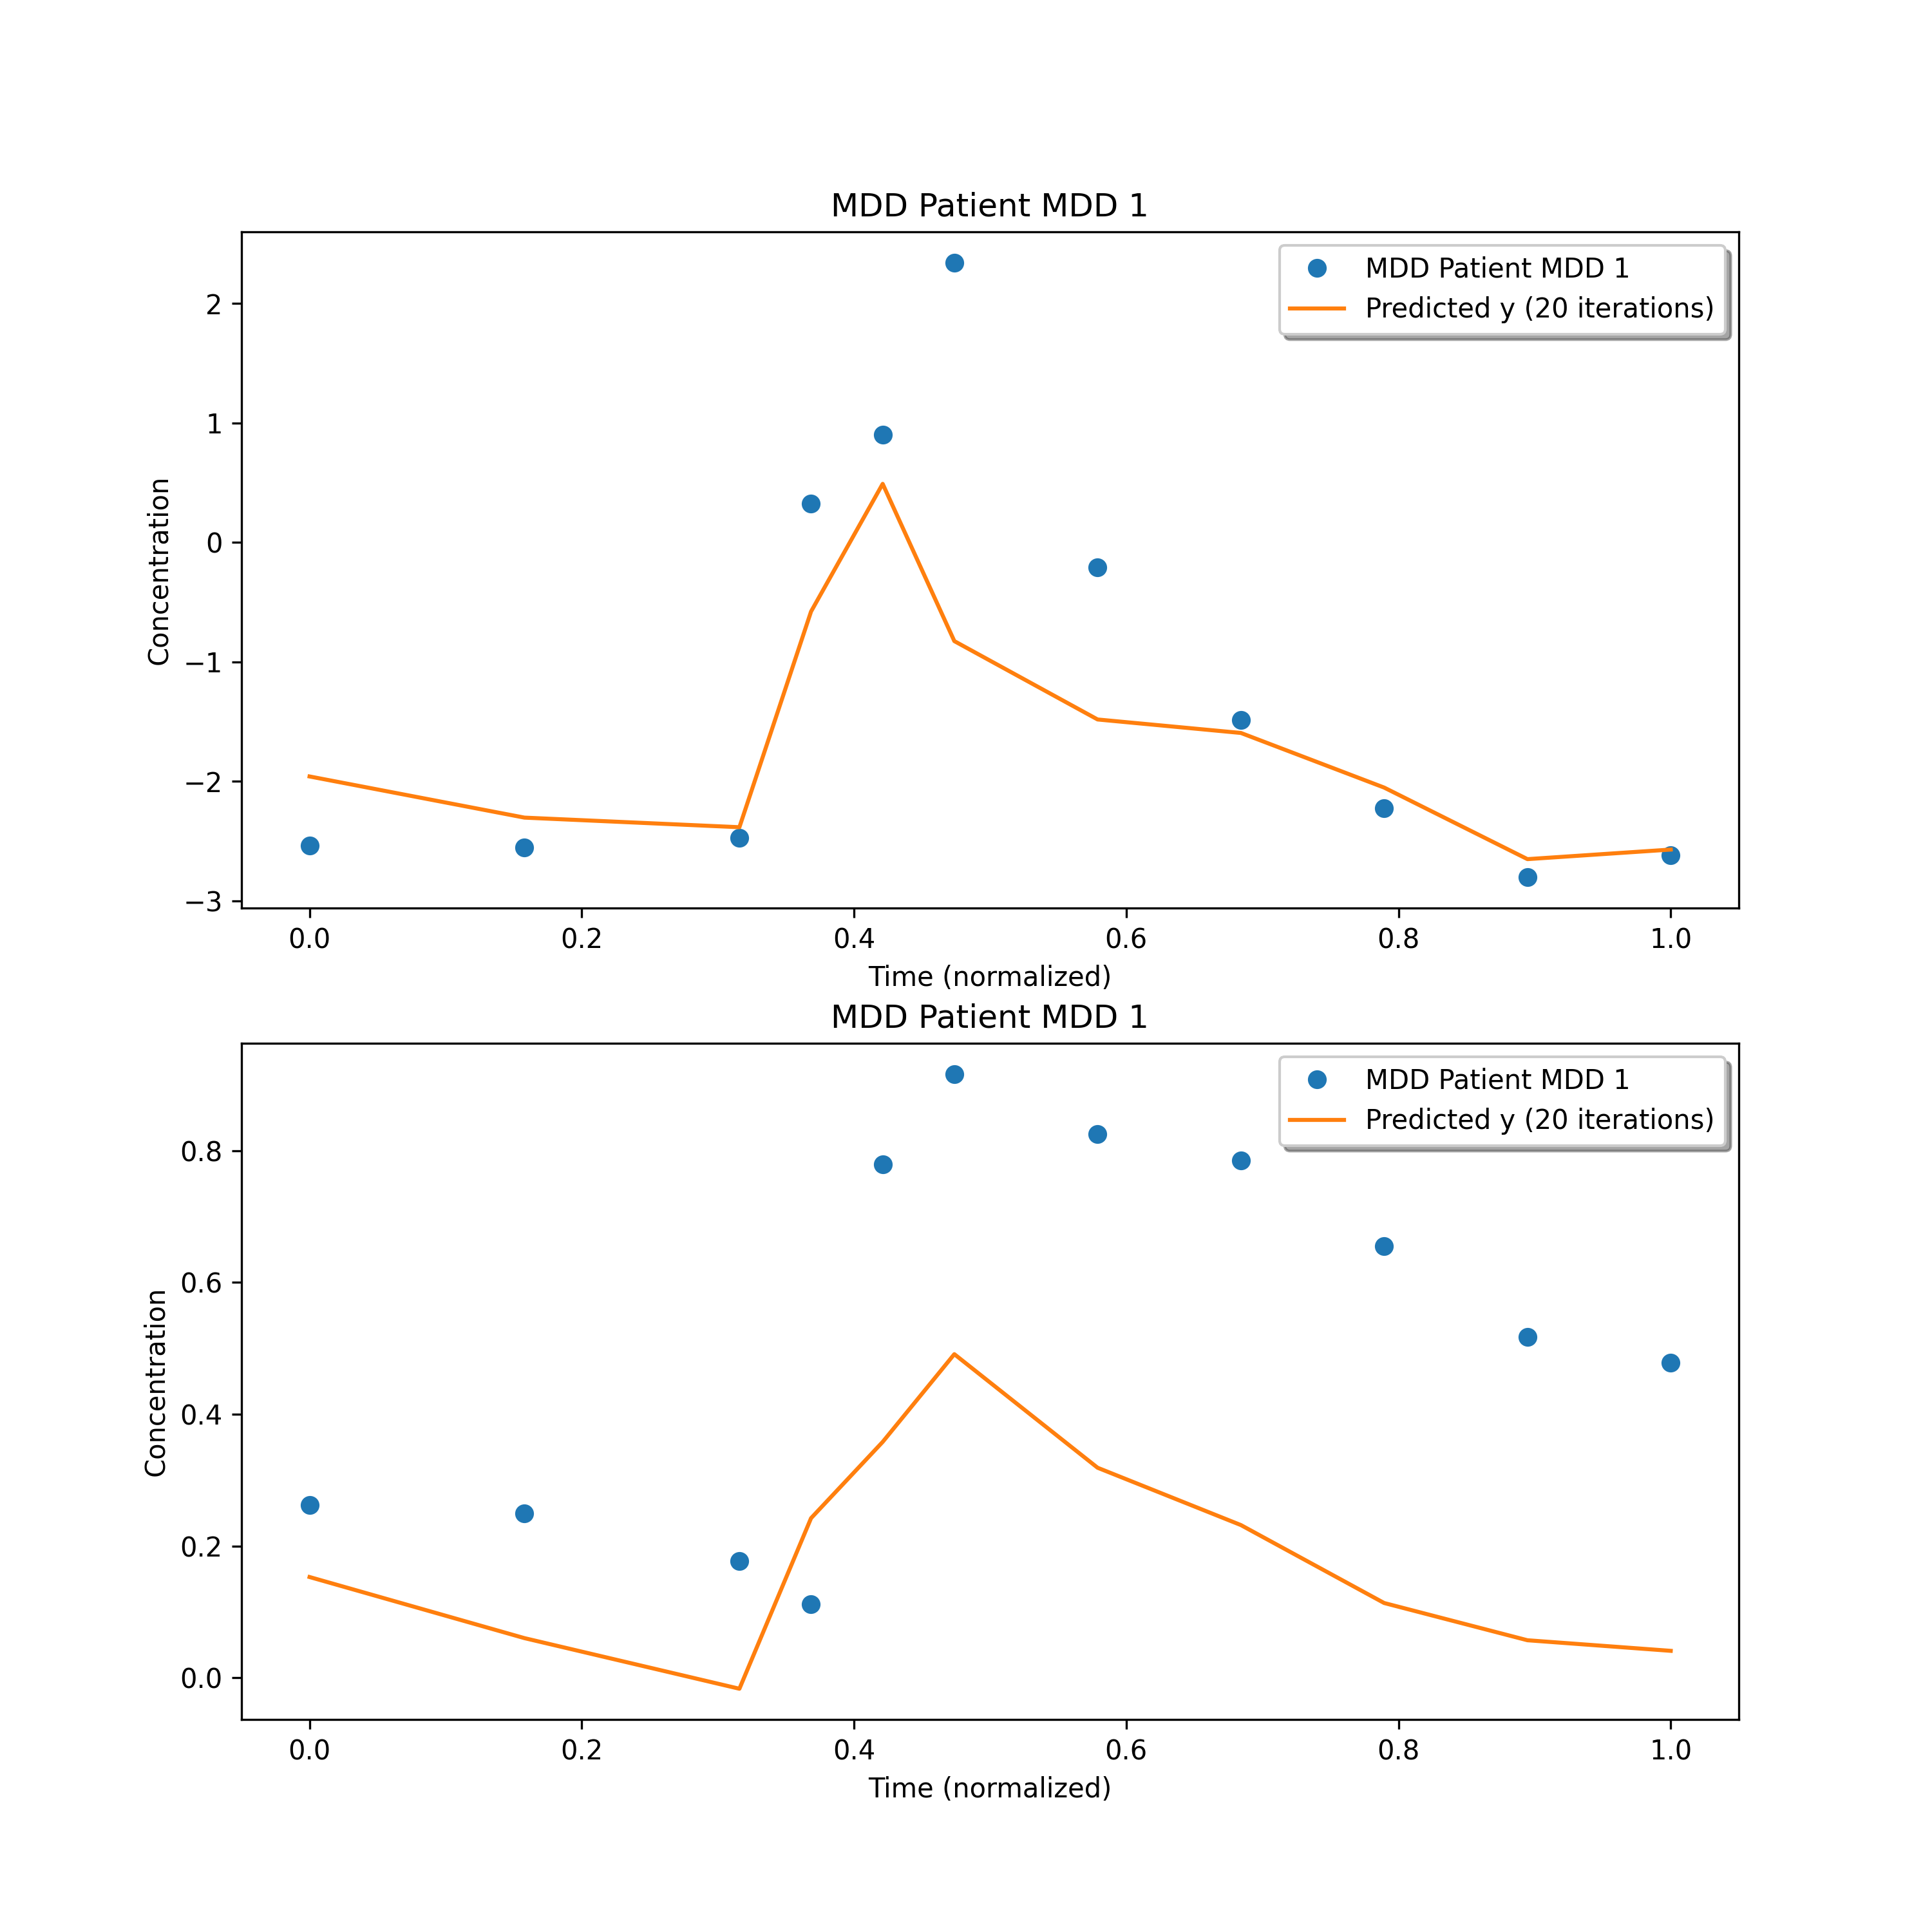 MDD Patient MDD 1
MDD Patient MDD 1
Predicted y (20 iterations)
2
1
0
−1
−2
−3
Concentration
0.0 0.2 0.4 0.6 0.8 1.0
Time (normalized)
MDD Patient MDD 1
MDD Patient MDD 1
Predicted y (20 iterations)
0.8
0.6
0.4
0.2
0.0
Concentration
0.0 0.2 0.4 0.6 0.8 1.0
Time (normalized)